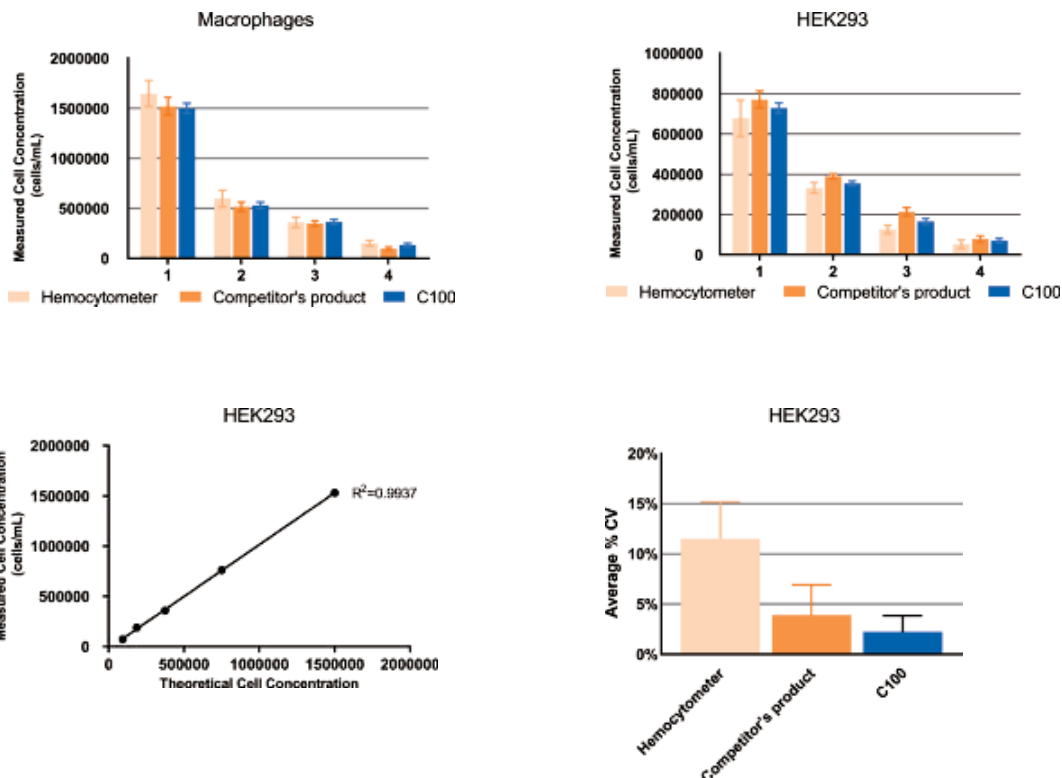 Macrophages
Measured Cell Concentration
(cells/mL)
2000000
1500000
1000000
500000
0
1 2 3 4
Hemocytometer Competitor's product C100
HEK293
Measured Cell Concentration
(cells/mL)
1000000
800000
600000
400000
200000
0
1 2 3 4
Hemocytometer Competitor's product C100
HEK293
Measured Cell Concentration
(cells/mL)
2000000
1500000
1000000
500000
0
R²=0.9937
0 500000 1000000 1500000 2000000
Theoretical Cell Concentration
HEK293
Average % CV
20%
15%
10%
5%
0%
Hemocytometer
Competitor's product
C100